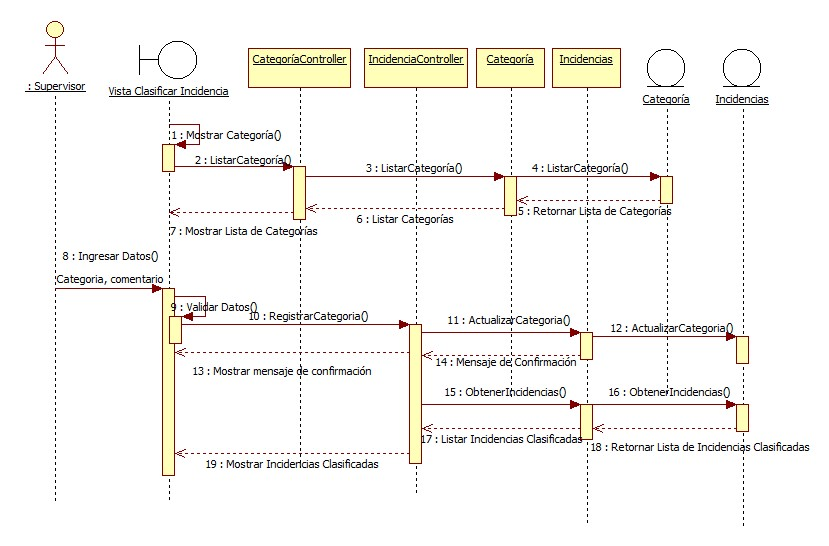 : Supervisor
Vista Clasificar Incidencia
CategoríaController
IncidenciaController
Categoría
Incidencias
Categoría
Incidencias
1 : Mostrar Categoría()
2 : ListarCategoría()
3 : ListarCategoría()
4 : ListarCategoría()
5 : Retornar Lista de Categorias
6 : Listar Categorías
7 : Mostrar Lista de Categorías
8 : Ingresar Datos()
Categoria, comentario
9 : Validar Datos()
10 : RegistrarCategoria()
11 : ActualizarCategoria()
12 : ActualizarCategoria()
14 : Mensaje de Confirmación
13 : Mostrar mensaje de confirmación
15 : ObtenerIncidencias()
16 : ObtenerIncidencias()
17 : Listar Incidencias Clasificadas
18 : Retornar Lista de Incidencias Clasificadas
19 : Mostrar Incidencias Clasificadas